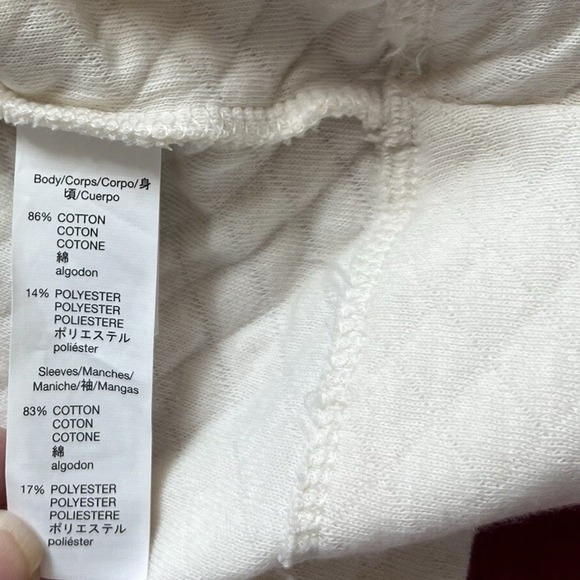 Body/Corps/Corpo/身
頃/Cuerpo
86% COTTON
COTON
COTONE
綿
algodon
14% POLYESTER
POLYESTER
POLIESTERE
ポリエステル
poliéster
Sleeves/Manches/
Maniche/袖/Mangas
83% COTTON
COTON
COTONE
綿
algodon
17% POLYESTER
POLYESTER
POLIESTERE
ポリエステル
poliéster